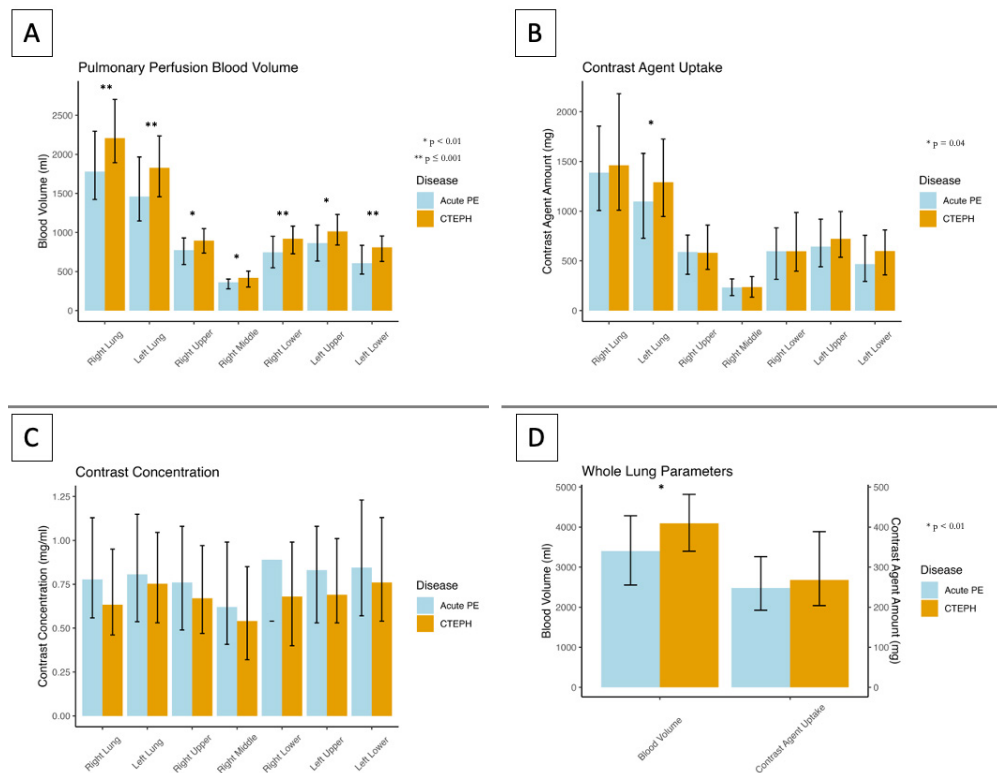 A
Pulmonary Perfusion Blood Volume
Blood Volume (ml)
2500
2000
1500
1000
500
0
**
**
*
*
**
*
**
Right Lung
Left Lung
Right Upper
Right Middle
Right Lower
Left Upper
Left Lower
* p < 0.01
** p ≤ 0.001
Disease
Acute PE
CTEPH
B
Contrast Agent Uptake
Contrast Agent Amount (mg)
2000
1500
1000
500
0
*
Right Lung
Left Lung
Right Upper
Right Middle
Right Lower
Left Upper
Left Lower
* p = 0.04
Disease
Acute PE
CTEPH
C
Contrast Concentration
Contrast Concentration (mg/ml)
1.25
1.00
0.75
0.50
0.25
0.00
Right Lung
Left Lung
Right Upper
Right Middle
Right Lower
Left Upper
Left Lower
Disease
Acute PE
CTEPH
D
Whole Lung Parameters
Blood Volume (ml)
5000
4000
3000
2000
1000
0
*
Blood Volume
Contrast Agent Uptake
500
400
300
200
100
0
Contrast Agent Amount (mg)
* p < 0.01
Disease
Acute PE
CTEPH